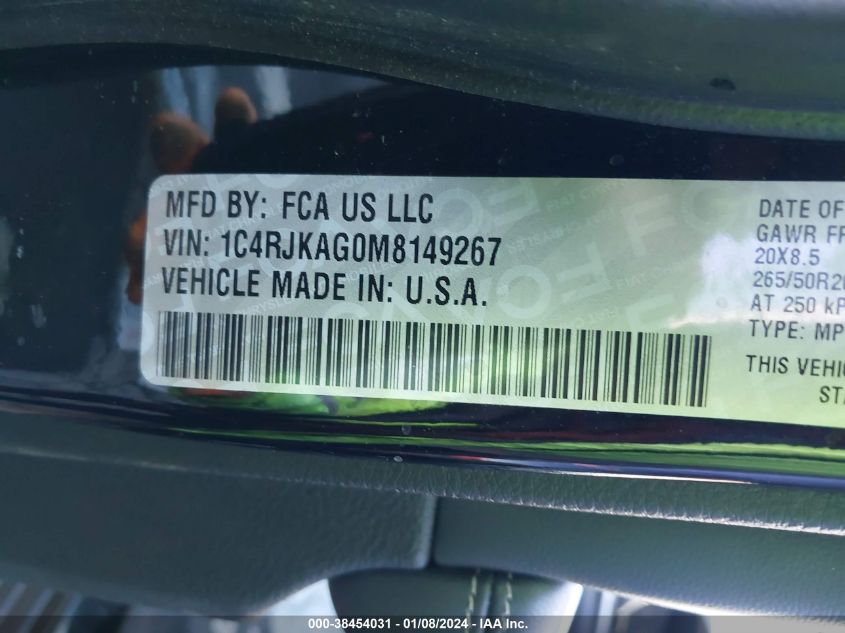 MFD BY: FCA US LLC
VIN: 1C4RJKAG0M8149267
VEHICLE MADE IN: U.S.A.
DATE OF
GAWR FR
20X8.5
265/50R20
AT 250 kP
TYPE: MP
THIS VEHIC
STA
000-38454031 - 01/08/2024 - IAA Inc.